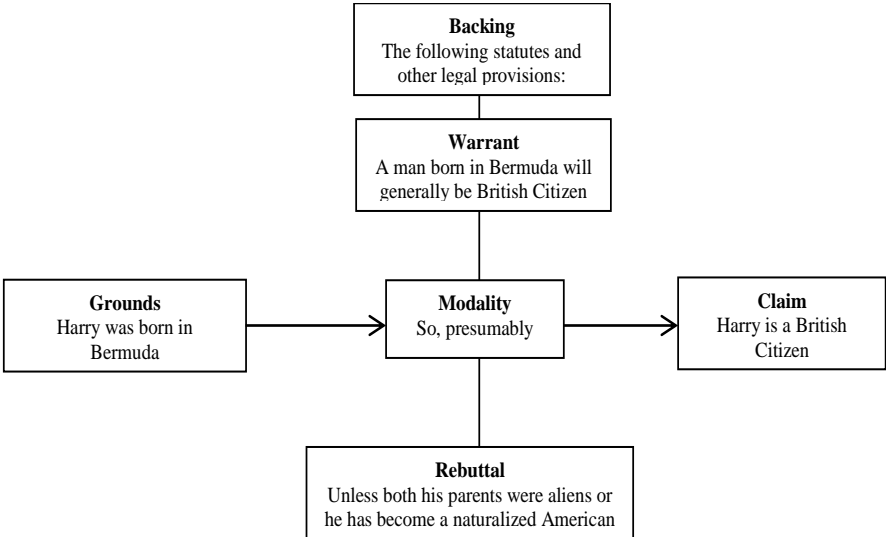 Backing
The following statutes and
other legal provisions:
Warrant
A man born in Bermuda will
generally be British Citizen
Grounds
Harry was born in
Bermuda
Modality
So, presumably
Claim
Harry is a British
Citizen
Rebuttal
Unless both his parents were aliens or
he has become a naturalized American